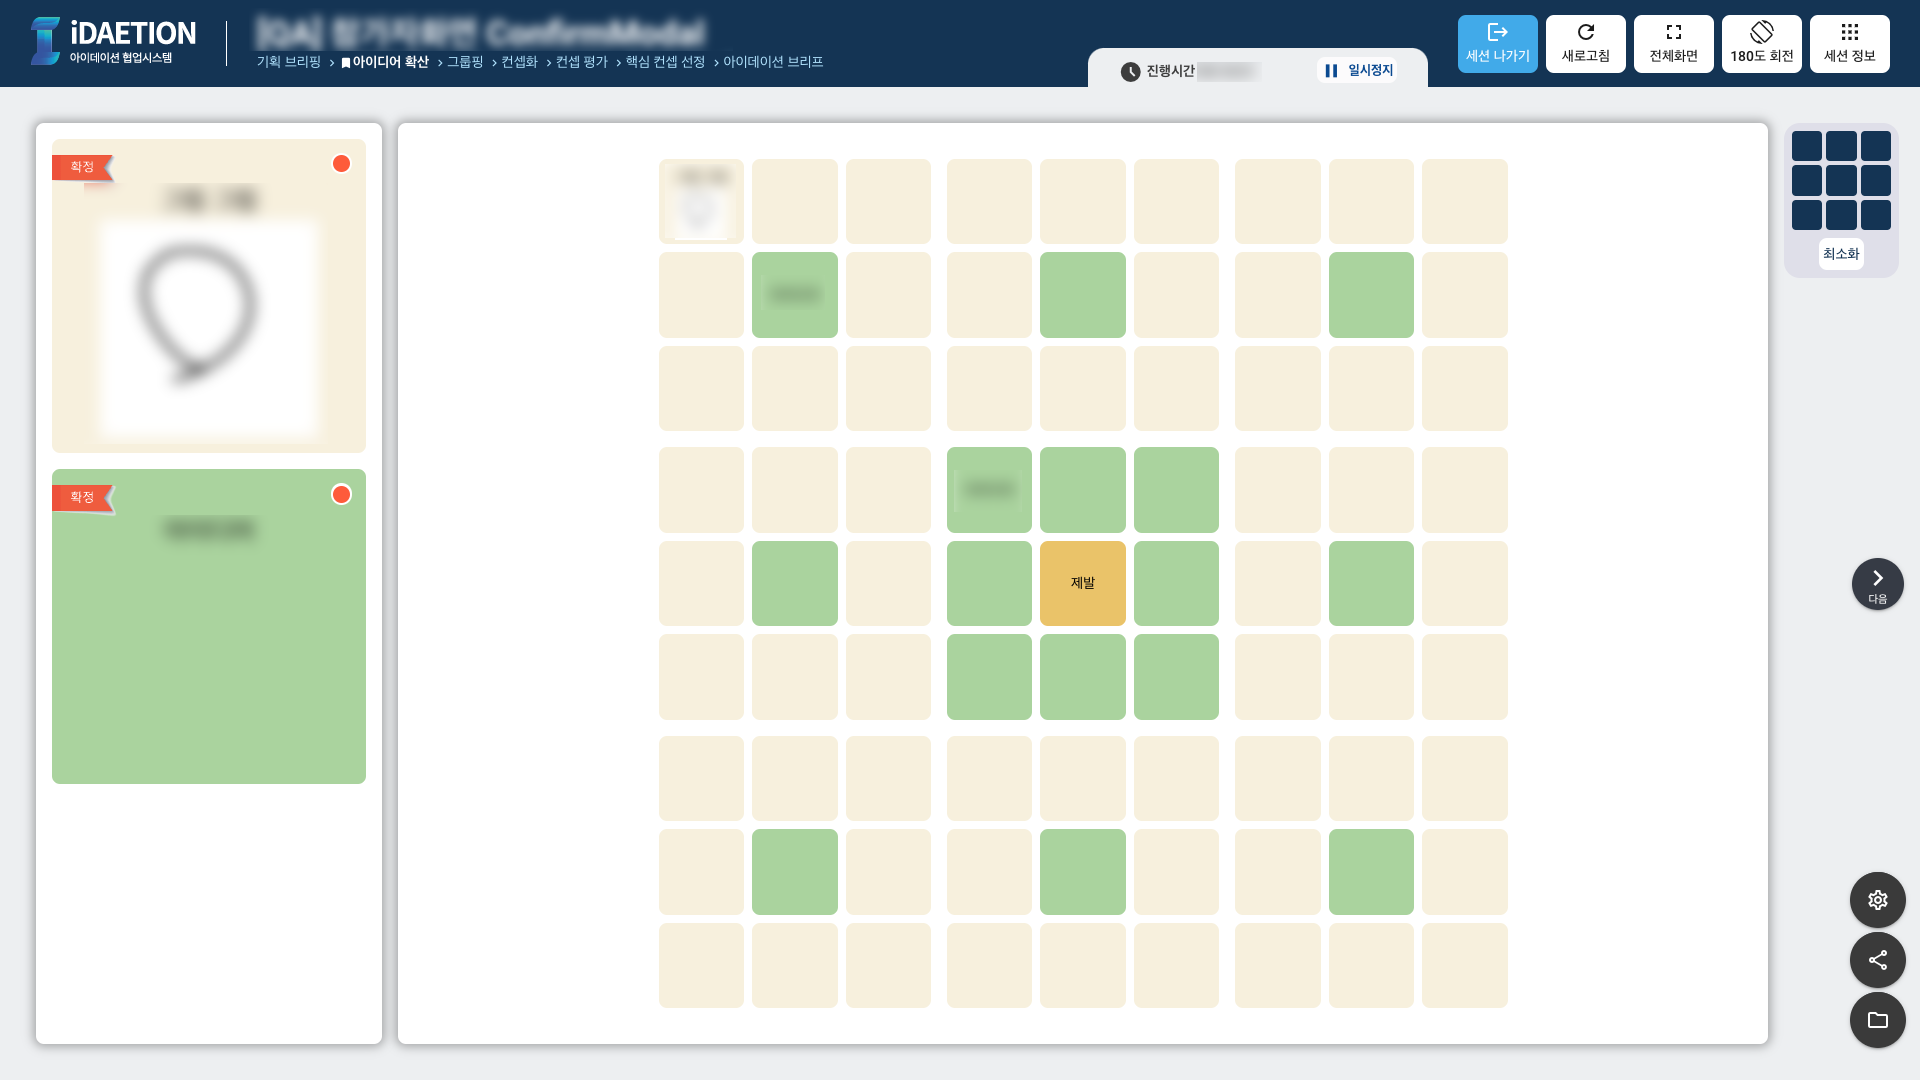 iDAETION
아이데이션 협업시스템
기획 브리핑 > 아이디어 확산 > 그룹핑 > 컨셉화 > 컨셉 평가 > 핵심 컨셉 선정 > 아이데이션 브리프
진행시간
일시정지
세션 나가기
새로고침
전체화면
180도 회전
세션 정보
확정
확정
제발
최소화
다음